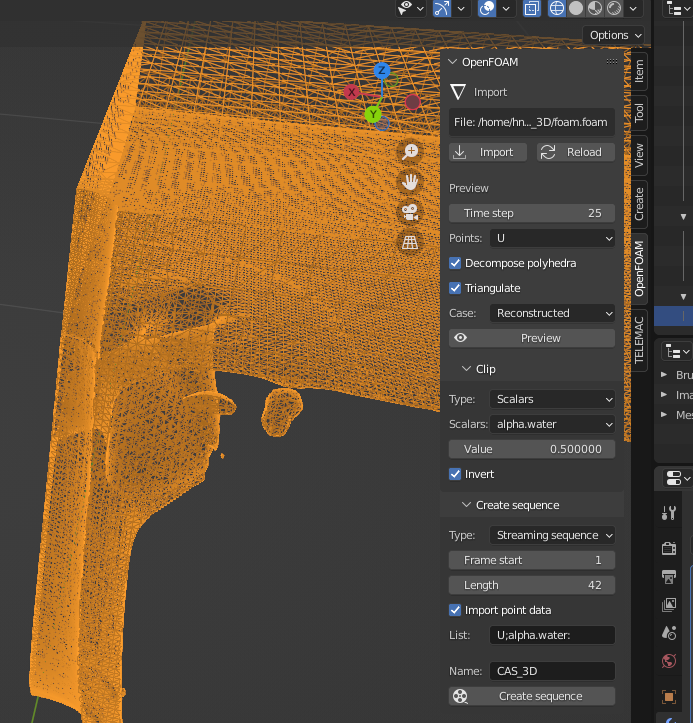 Options
OpenFOAM
Import
File: /home/hn..._3D/foam.foam
Import
Reload
Preview
Time step 25
Points: U
Decompose polyhedra
Triangulate
Case: Reconstructed
Preview
Clip
Type: Scalars
Scalars: alpha.water
Value 0.500000
Invert
Create sequence
Type: Streaming sequence
Frame start 1
Length 42
Import point data
List: U;alpha.water:
Name: CAS_3D
Create sequence
Item
Tool
View
Create
OpenFOAM
TELEMAC
Z
X
Y
Bru
Ima
Mes